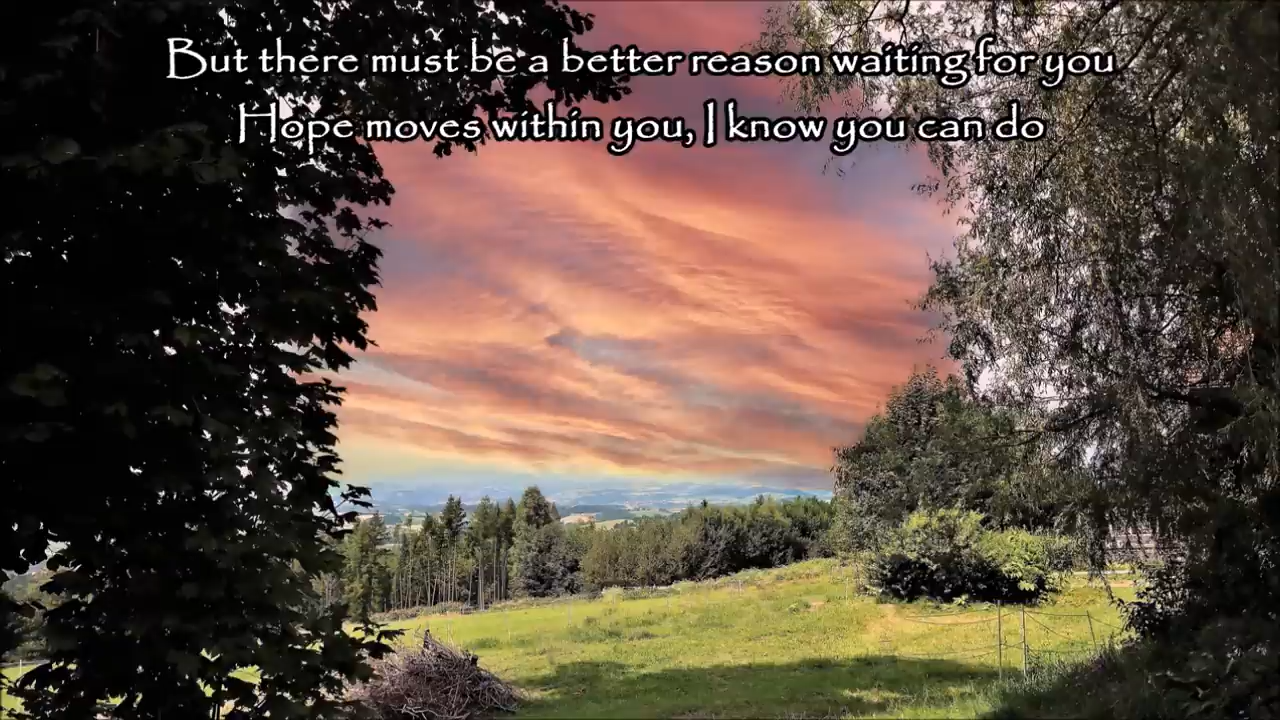 But there must be a better reason waiting for you
Hope moves within you, I know you can do